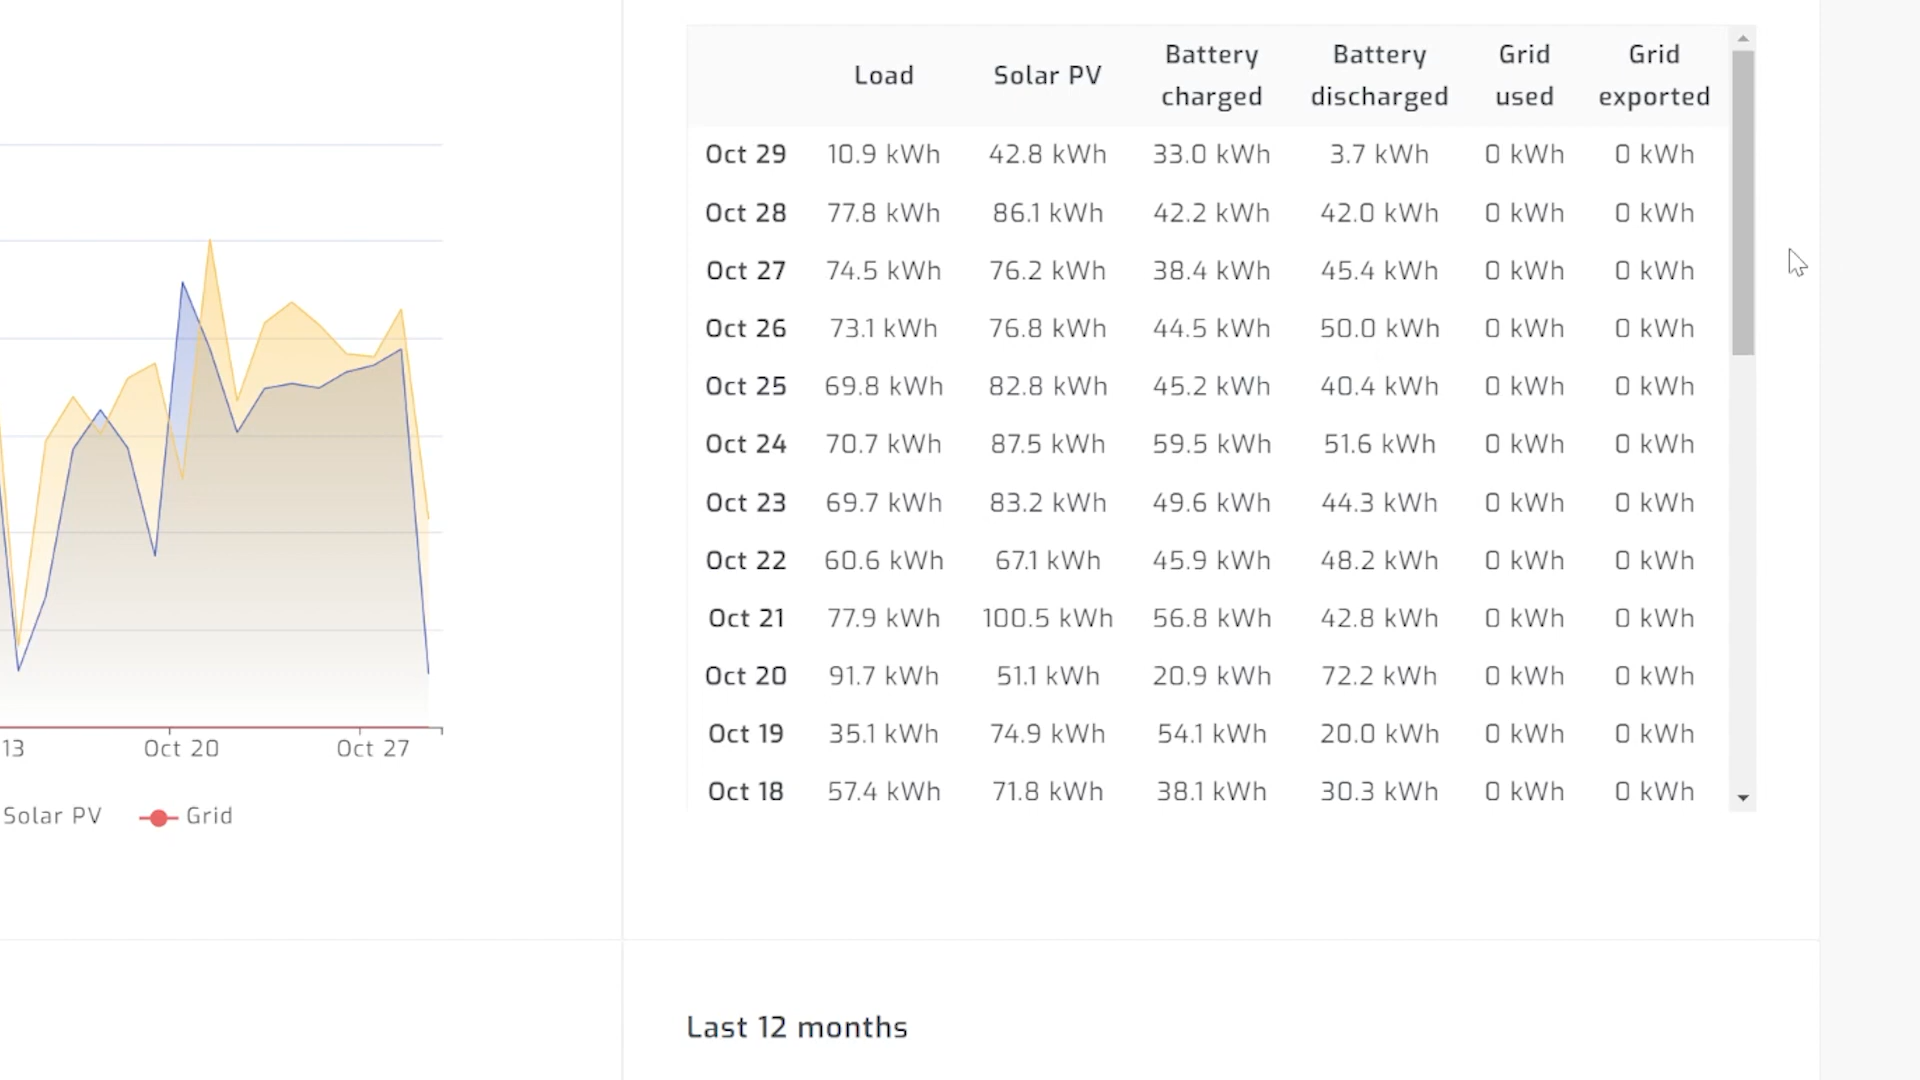 Load Solar PV Battery charged Battery discharged Grid used Grid exported
Oct 29 10.9 kWh 42.8 kWh 33.0 kWh 3.7 kWh 0 kWh 0 kWh
Oct 28 77.8 kWh 86.1 kWh 42.2 kWh 42.0 kWh 0 kWh 0 kWh
Oct 27 74.5 kWh 76.2 kWh 38.4 kWh 45.4 kWh 0 kWh 0 kWh
Oct 26 73.1 kWh 76.8 kWh 44.5 kWh 50.0 kWh 0 kWh 0 kWh
Oct 25 69.8 kWh 82.8 kWh 45.2 kWh 40.4 kWh 0 kWh 0 kWh
Oct 24 70.7 kWh 87.5 kWh 59.5 kWh 51.6 kWh 0 kWh 0 kWh
Oct 23 69.7 kWh 83.2 kWh 49.6 kWh 44.3 kWh 0 kWh 0 kWh
Oct 22 60.6 kWh 67.1 kWh 45.9 kWh 48.2 kWh 0 kWh 0 kWh
Oct 21 77.9 kWh 100.5 kWh 56.8 kWh 42.8 kWh 0 kWh 0 kWh
Oct 20 91.7 kWh 51.1 kWh 20.9 kWh 72.2 kWh 0 kWh 0 kWh
Oct 19 35.1 kWh 74.9 kWh 54.1 kWh 20.0 kWh 0 kWh 0 kWh
Oct 18 57.4 kWh 71.8 kWh 38.1 kWh 30.3 kWh 0 kWh 0 kWh
13 Oct 20 Oct 27
Solar PV Grid
Last 12 months